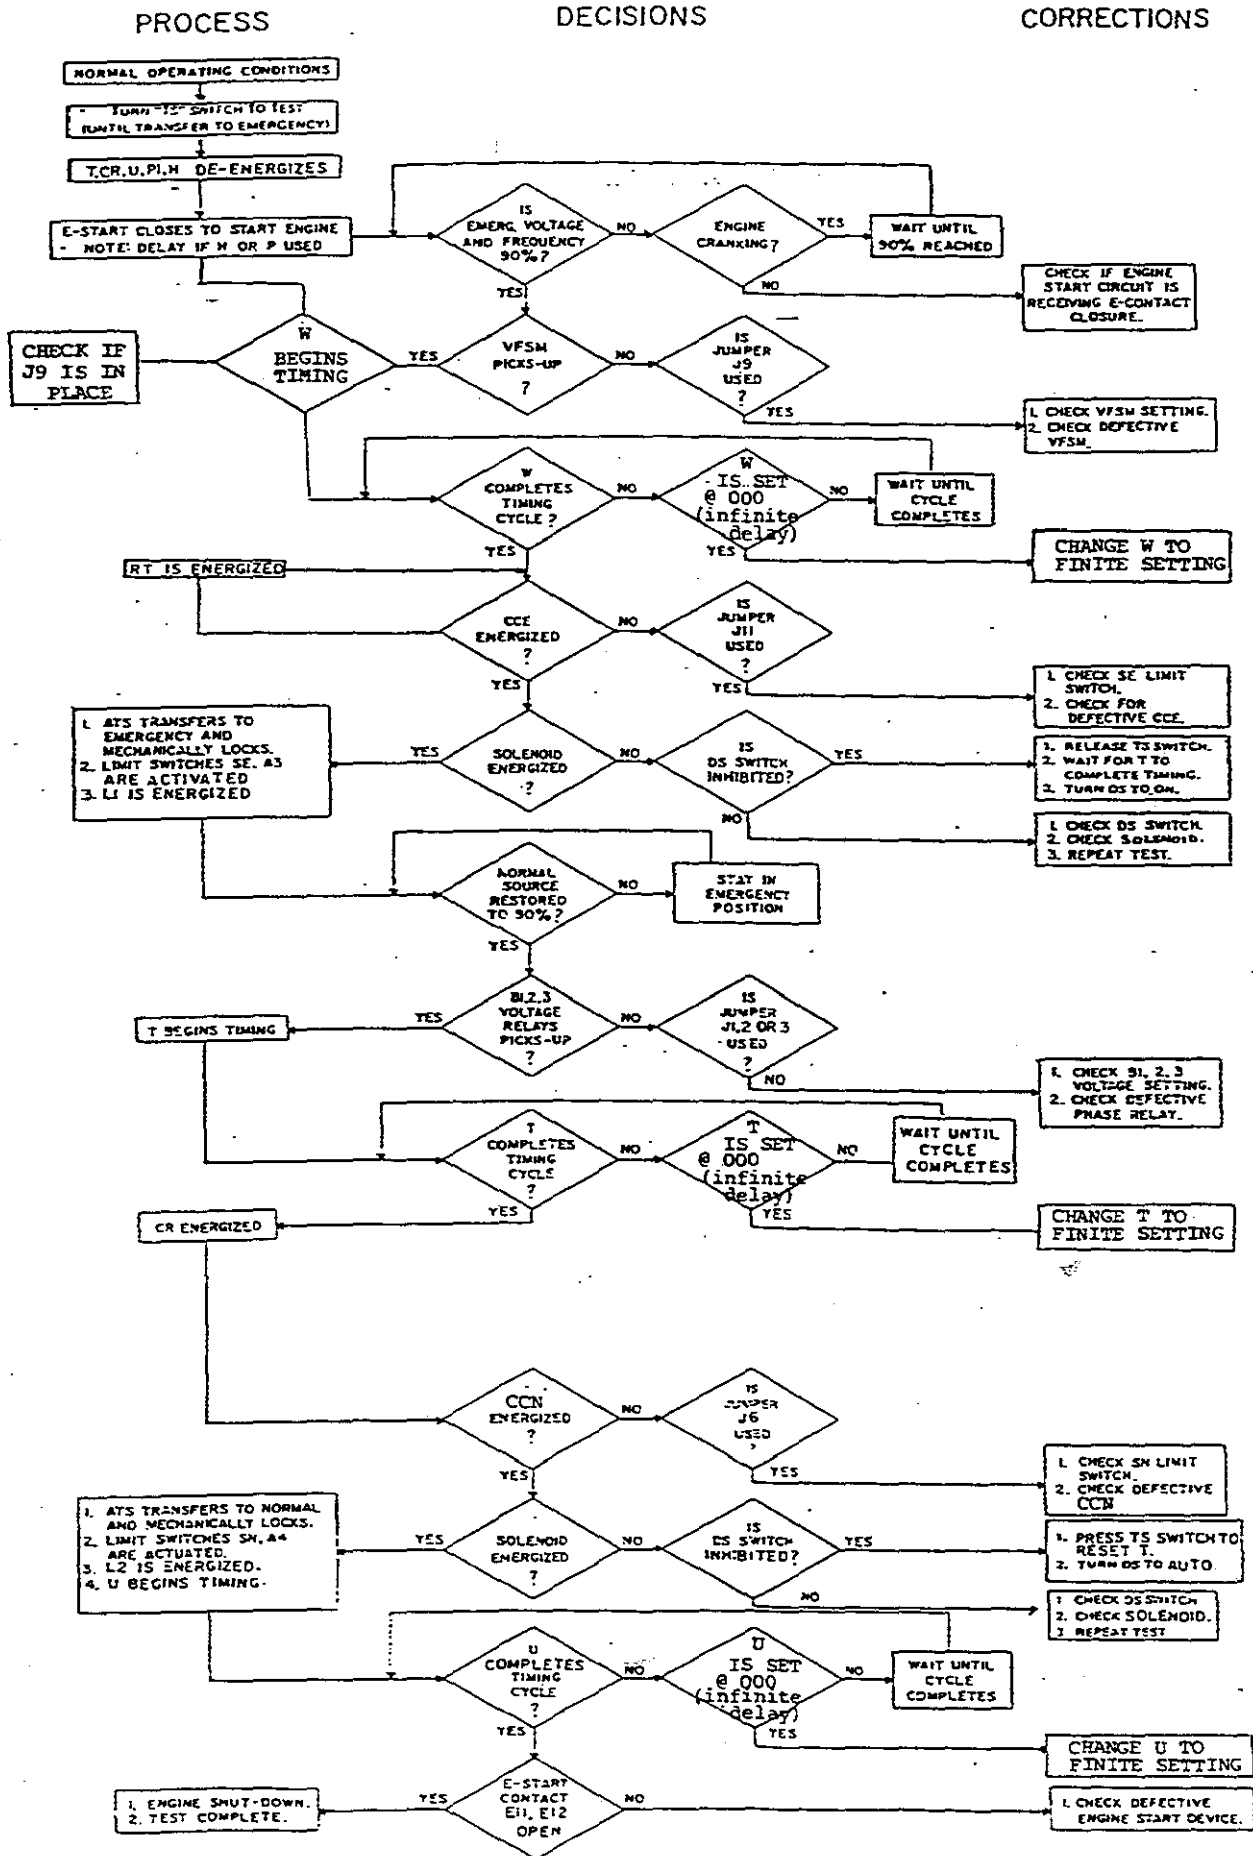 PROCESS
DECISIONS
CORRECTIONS
NORMAL OPERATING CONDITIONS
- TURN "TS" SWITCH TO TEST
(UNTIL TRANSFER TO EMERGENCY)
T,CR,U,P1,H DE-ENERGIZES
E-START CLOSES TO START ENGINE
- NOTE: DELAY IF H OR P USED
IS
EMERG. VOLTAGE
AND FREQUENCY
90%?
NO
YES
ENGINE
CRANKING?
YES
NO
WAIT UNTIL
90% REACHED
CHECK IF ENGINE
START CIRCUIT IS
RECEIVING E-CONTACT
CLOSURE.
CHECK IF
J9 IS IN
PLACE
W
BEGINS
TIMING
YES
VFSM
PICKS-UP
?
NO
IS
JUMPER
J9
USED
?
YES
1. CHECK VFSM SETTING.
2. CHECK DEFECTIVE
VFSM.
W
COMPLETES
TIMING
CYCLE?
NO
YES
W
IS SET
@ 000
(infinite
delay)
NO
YES
WAIT UNTIL
CYCLE
COMPLETES
CHANGE W TO
FINITE SETTING
RT IS ENERGIZED
CCE
ENERGIZED
?
NO
YES
IS
JUMPER
J11
USED
?
YES
1. CHECK SE LIMIT
SWITCH.
2. CHECK FOR
DEFECTIVE CCE.
1. ATS TRANSFERS TO
EMERGENCY AND
MECHANICALLY LOCKS.
2. LIMIT SWITCHES SE, A3
ARE ACTIVATED
3. L1 IS ENERGIZED
YES
SOLENOID
ENERGIZED
?
NO
IS
DS SWITCH
INHIBITED?
YES
NO
1. RELEASE TS SWITCH.
2. WAIT FOR T TO
COMPLETE TIMING.
3. TURN DS TO ON.
1. CHECK DS SWITCH.
2. CHECK SOLENOID.
3. REPEAT TEST.
NORMAL
SOURCE
RESTORED
TO 90%?
NO
YES
STAY IN
EMERGENCY
POSITION
T BEGINS TIMING
YES
B1,2,3
VOLTAGE
RELAYS
PICKS-UP
?
NO
IS
JUMPER
J1,2 OR 3
USED
?
NO
1. CHECK B1, 2, 3
VOLTAGE SETTING.
2. CHECK DEFECTIVE
PHASE RELAY.
T
COMPLETES
TIMING
CYCLE
?
NO
YES
T
IS SET
@ 000
(infinite
delay)
NO
YES
WAIT UNTIL
CYCLE
COMPLETES
CR ENERGIZED
CHANGE T TO
FINITE SETTING
CCN
ENERGIZED
?
NO
YES
IS
JUMPER
J6
USED
?
YES
1. CHECK SN LIMIT
SWITCH.
2. CHECK DEFECTIVE
CCN
1. ATS TRANSFERS TO NORMAL
AND MECHANICALLY LOCKS.
2. LIMIT SWITCHES SN, A4
ARE ACTUATED.
3. L2 IS ENERGIZED.
4. U BEGINS TIMING.
YES
SOLENOID
ENERGIZED
?
NO
IS
DS SWITCH
INHIBITED?
YES
NO
1. PRESS TS SWITCH TO
RESET T.
2. TURN DS TO AUTO.
1. CHECK DS SWITCH
2. CHECK SOLENOID.
3. REPEAT TEST
U
COMPLETES
TIMING
CYCLE
?
NO
YES
U
IS SET
@ 000
(infinite
delay)
NO
YES
WAIT UNTIL
CYCLE
COMPLETES
CHANGE U TO
FINITE SETTING
1. ENGINE SHUT-DOWN.
2. TEST COMPLETE.
YES
E-START
CONTACT
E11, E12
OPEN
NO
1. CHECK DEFECTIVE
ENGINE START DEVICE.